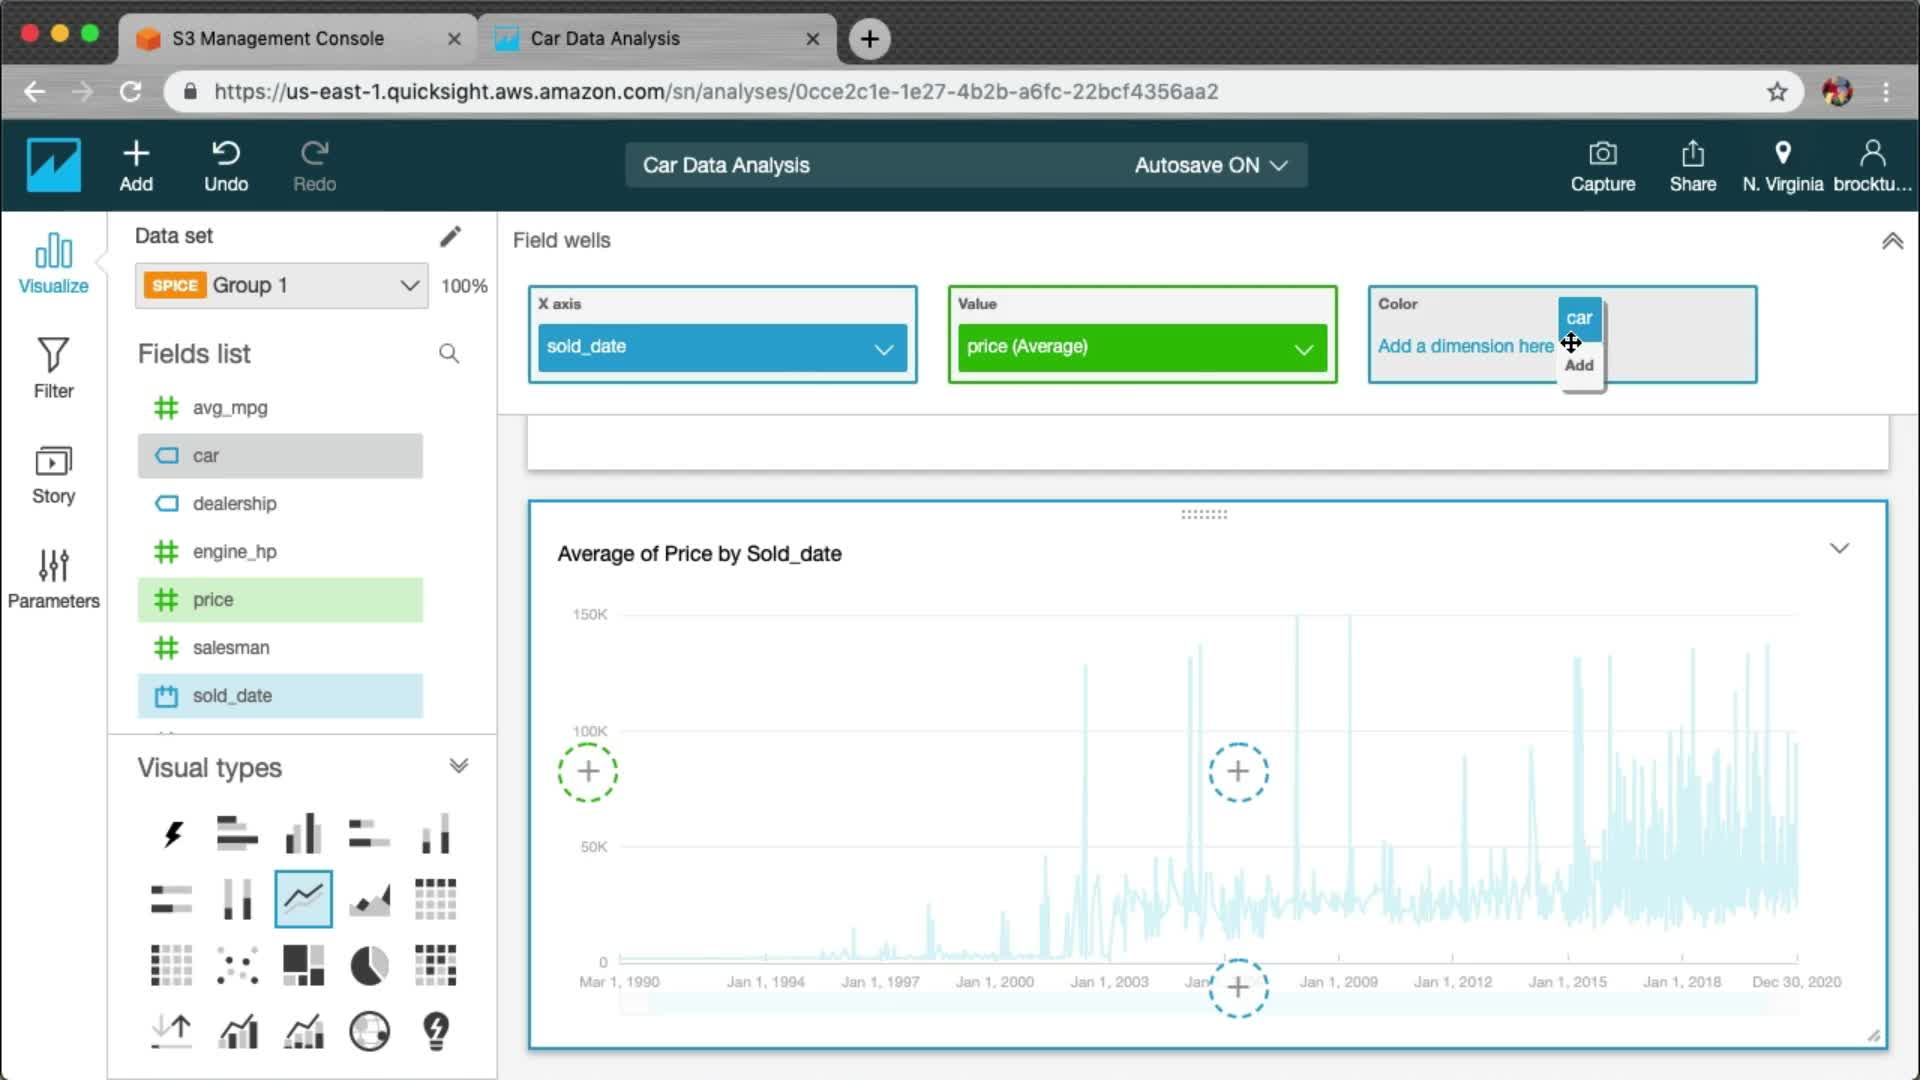 S3 Management Console
Car Data Analysis
https://us-east-1.quicksight.aws.amazon.com/sn/analyses/0cce2c1e-1e27-4b2b-a6fc-22bcf4356aa2
Add
Undo
Redo
Car Data Analysis
Autosave ON
Capture
Share
N. Virginia
brocktu...
Visualize
Filter
Story
Parameters
Data set
SPICE Group 1
100%
Fields list
avg_mpg
car
dealership
engine_hp
price
salesman
sold_date
Visual types
Field wells
X axis
sold_date
Value
price (Average)
Color
Add a dimension here
car
Add
Average of Price by Sold_date
150K
100K
50K
0
Mar 1, 1990
Jan 1, 1994
Jan 1, 1997
Jan 1, 2000
Jan 1, 2003
Jan
Jan 1, 2009
Jan 1, 2012
Jan 1, 2015
Jan 1, 2018
Dec 30, 2020